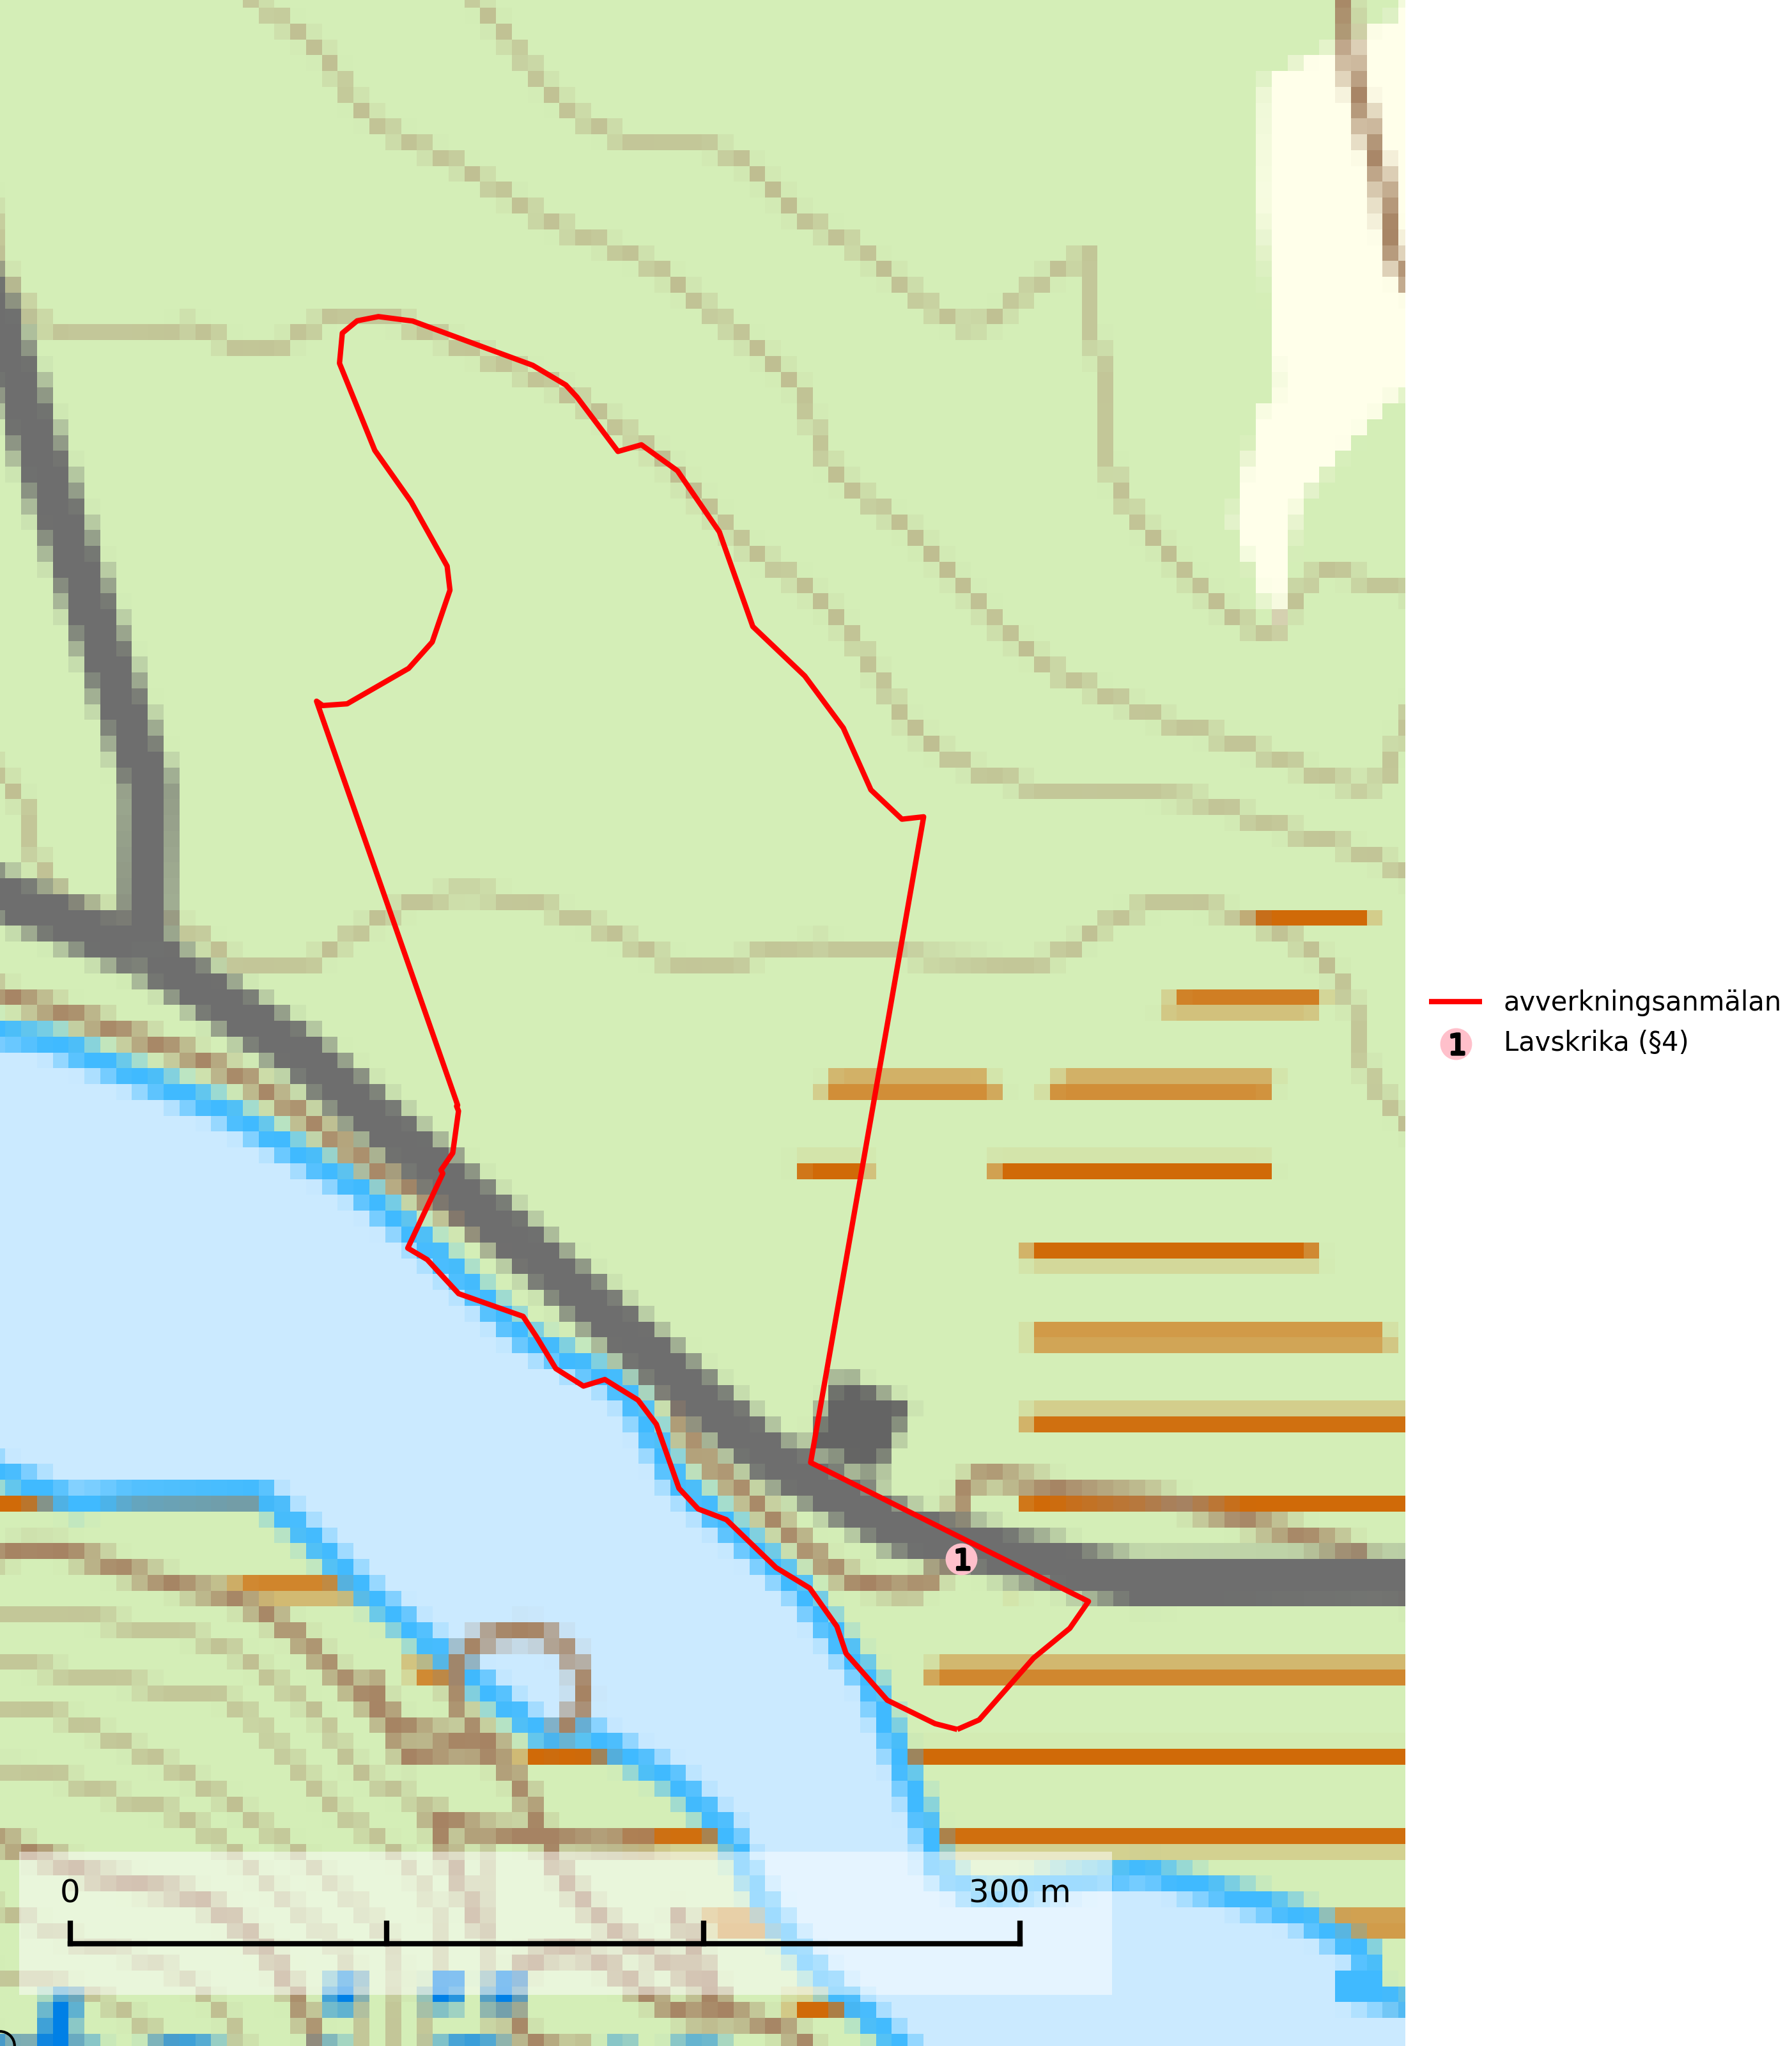 avverkningsanmälan
1 Lavskrika (§4)
1
0 300 m